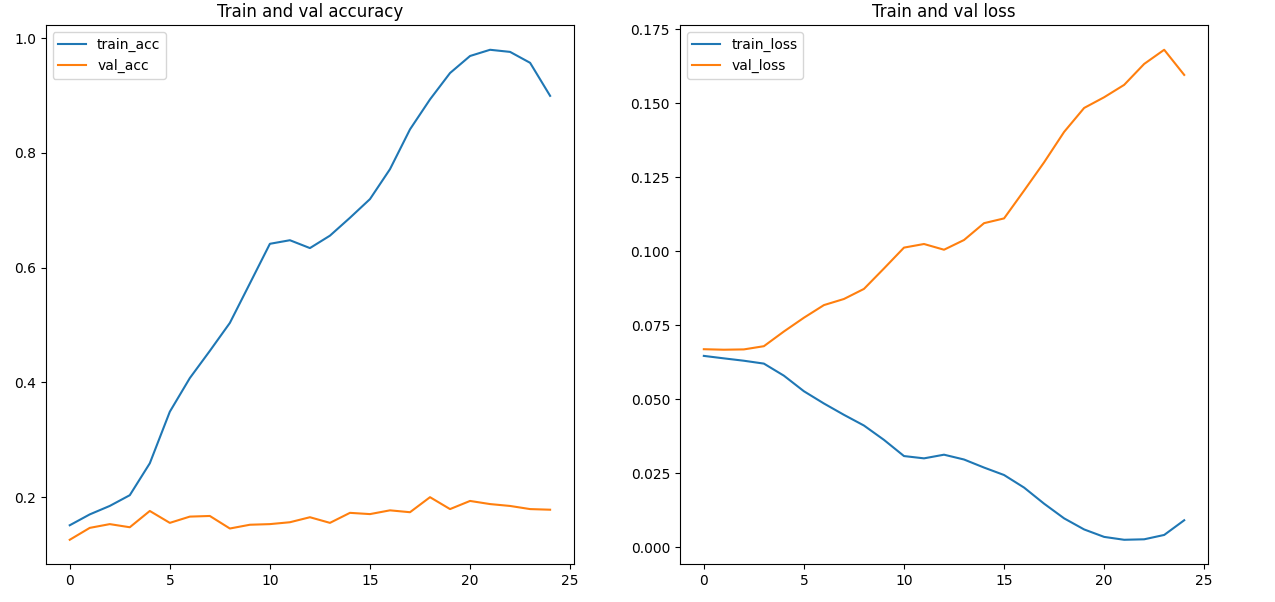 Train and val accuracy
train_acc
val_acc
1.0
0.8
0.6
0.4
0.2
0 5 10 15 20 25
Train and val loss
train_loss
val_loss
0.175
0.150
0.125
0.100
0.075
0.050
0.025
0.000
0 5 10 15 20 25